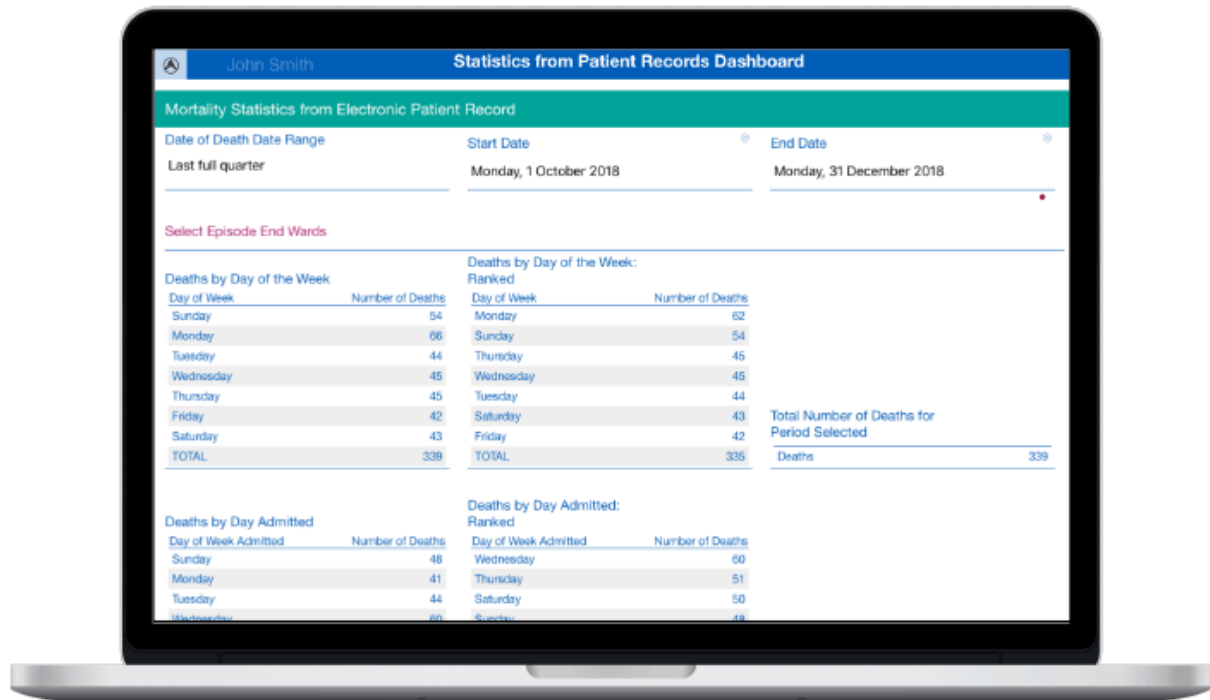 John Smith
Statistics from Patient Records Dashboard
Mortality Statistics from Electronic Patient Record
Date of Death Date Range
Last full quarter
Start Date
Monday, 1 October 2018
End Date
Monday, 31 December 2018
Select Episode End Wards
Deaths by Day of the Week
Day of Week Number of Deaths
Sunday 54
Monday 66
Tuesday 44
Wednesday 45
Thursday 45
Friday 42
Saturday 43
TOTAL 339
Deaths by Day of the Week:
Ranked
Day of Week Number of Deaths
Monday 62
Sunday 54
Thursday 45
Wednesday 45
Tuesday 44
Saturday 43
Friday 42
TOTAL 335
Total Number of Deaths for
Period Selected
Deaths 339
Deaths by Day Admitted
Day of Week Admitted Number of Deaths
Sunday 48
Monday 41
Tuesday 44
Wednesday 60
Deaths by Day Admitted:
Ranked
Day of Week Admitted Number of Deaths
Wednesday 60
Thursday 51
Saturday 50
Sunday 48